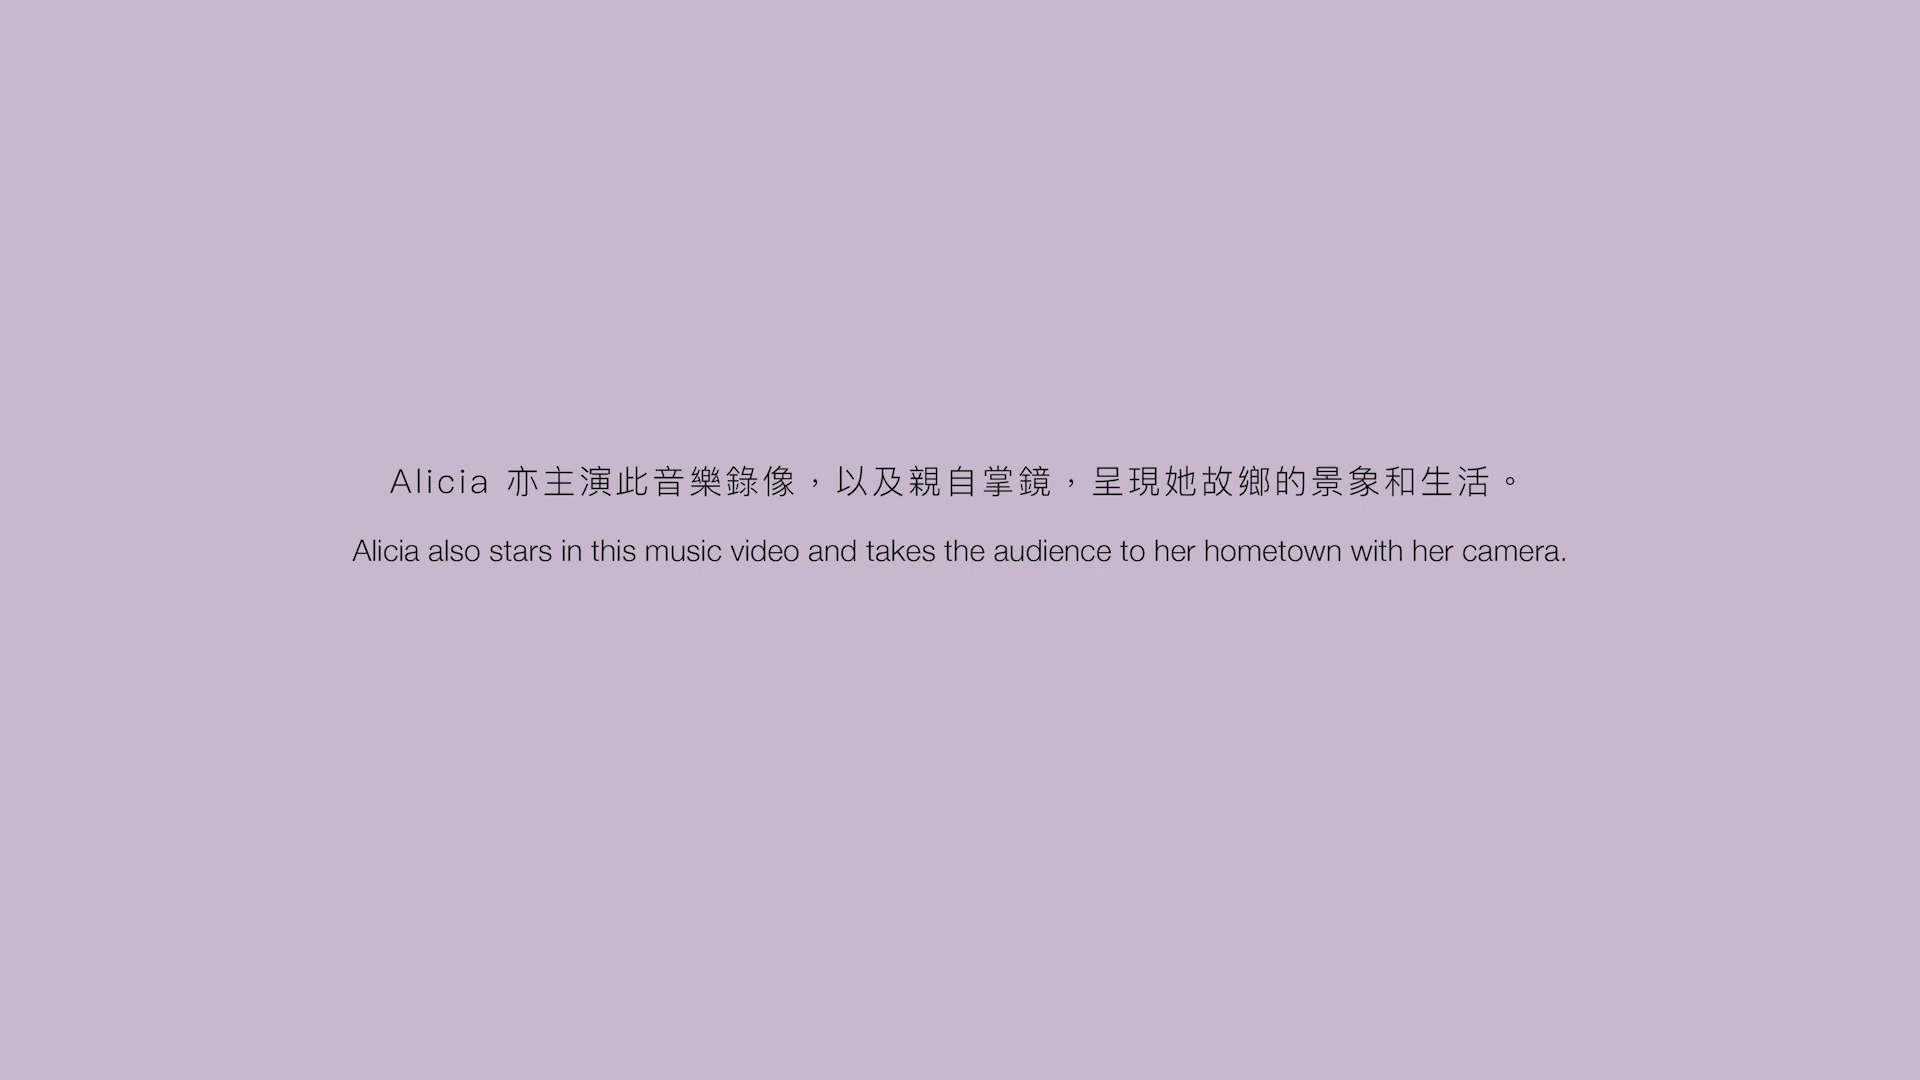 Alicia 亦主演此音樂錄像，以及親自掌鏡，呈現她故鄉的景象和生活。
Alicia also stars in this music video and takes the audience to her hometown with her camera.